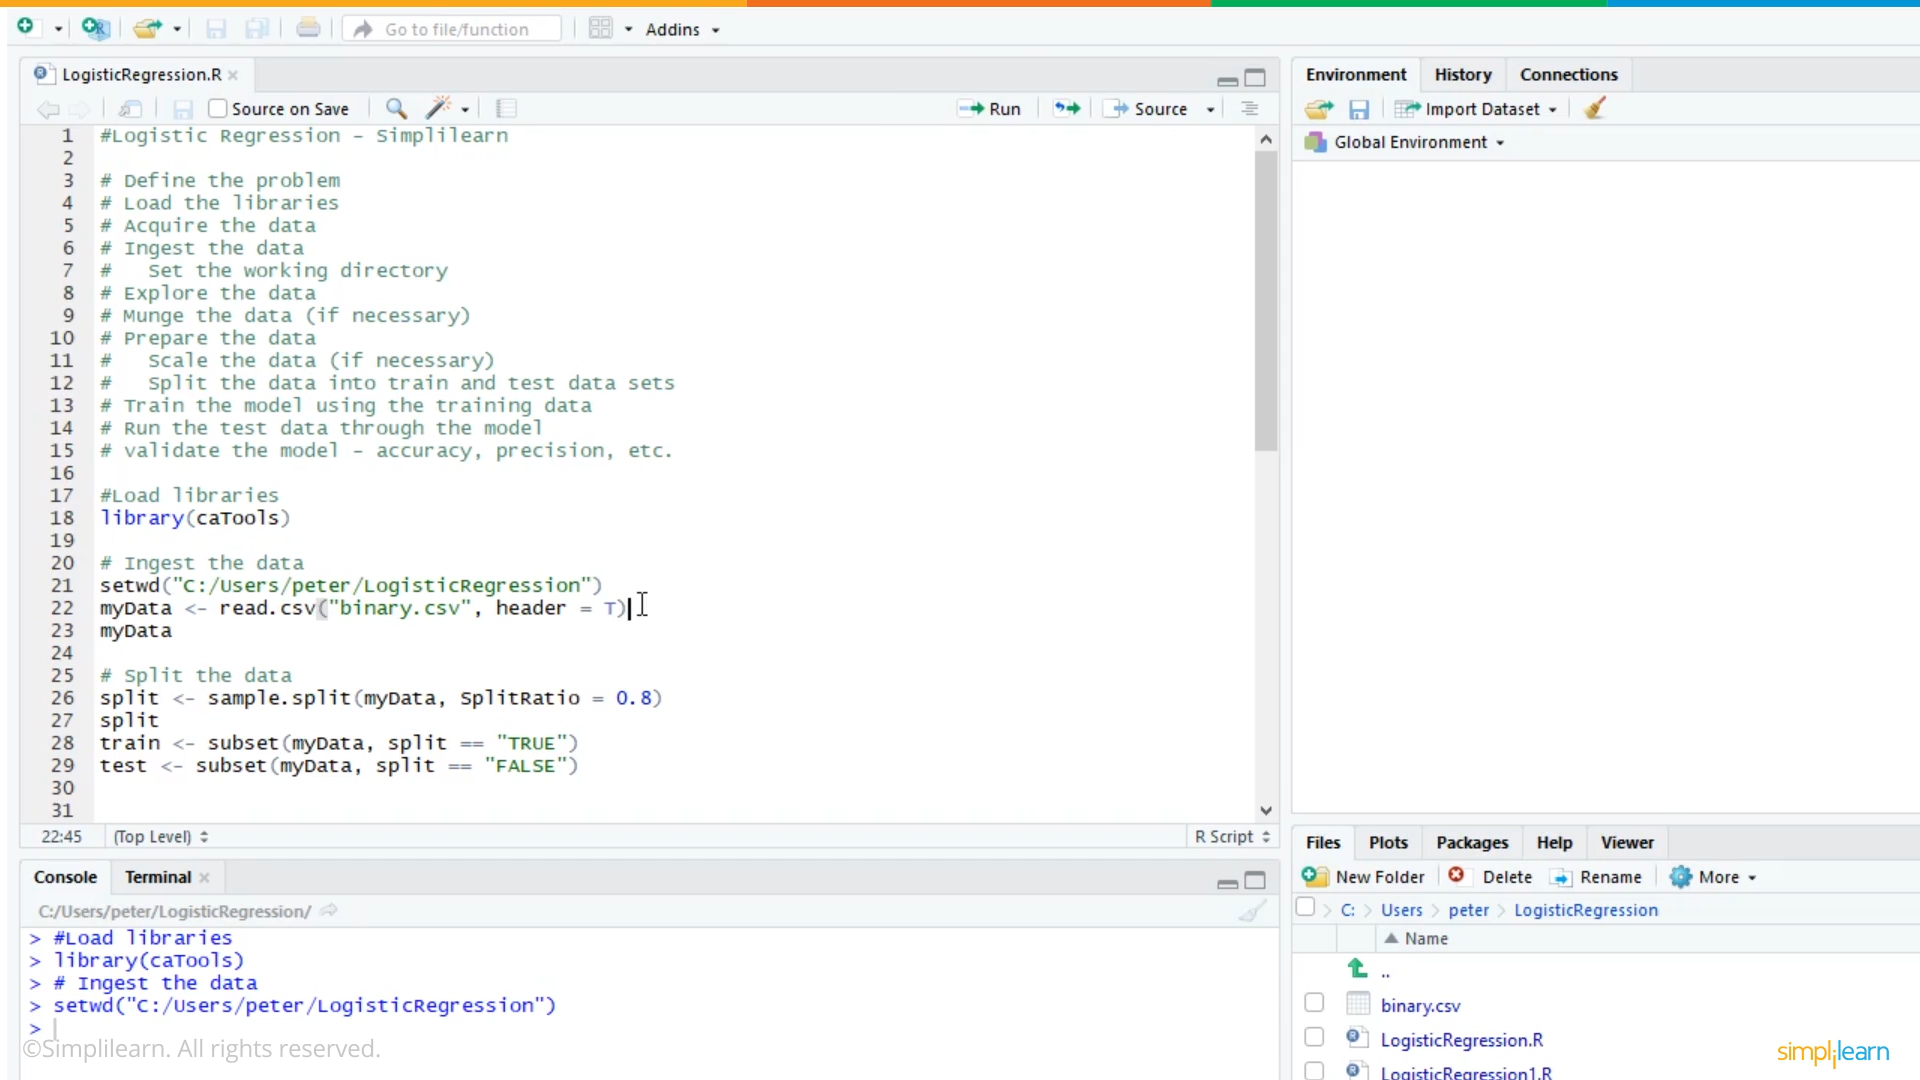 Go to file/function
Addins
LogisticRegression.R
Source on Save
Run
Source
1 #Logistic Regression - Simplilearn
2
3 # Define the problem
4 # Load the libraries
5 # Acquire the data
6 # Ingest the data
7 #   Set the working directory
8 # Explore the data
9 # Munge the data (if necessary)
10 # Prepare the data
11 #   Scale the data (if necessary)
12 #   Split the data into train and test data sets
13 # Train the model using the training data
14 # Run the test data through the model
15 # validate the model - accuracy, precision, etc.
16
17 #Load libraries
18 library(caTools)
19
20 # Ingest the data
21 setwd("C:/Users/peter/LogisticRegression")
22 myData <- read.csv("binary.csv", header = T)
23 myData
24
25 # Split the data
26 split <- sample.split(myData, SplitRatio = 0.8)
27 split
28 train <- subset(myData, split == "TRUE")
29 test <- subset(myData, split == "FALSE")
30
31
22:45 (Top Level)
R Script
Console Terminal
C:/Users/peter/LogisticRegression/
> #Load libraries
> library(caTools)
> # Ingest the data
> setwd("C:/Users/peter/LogisticRegression")
>
©Simplilearn. All rights reserved.
Environment History Connections
Import Dataset
Global Environment
Files Plots Packages Help Viewer
New Folder Delete Rename More
C: Users peter LogisticRegression
Name
..
binary.csv
LogisticRegression.R
LogisticRegression1.R
simplilearn